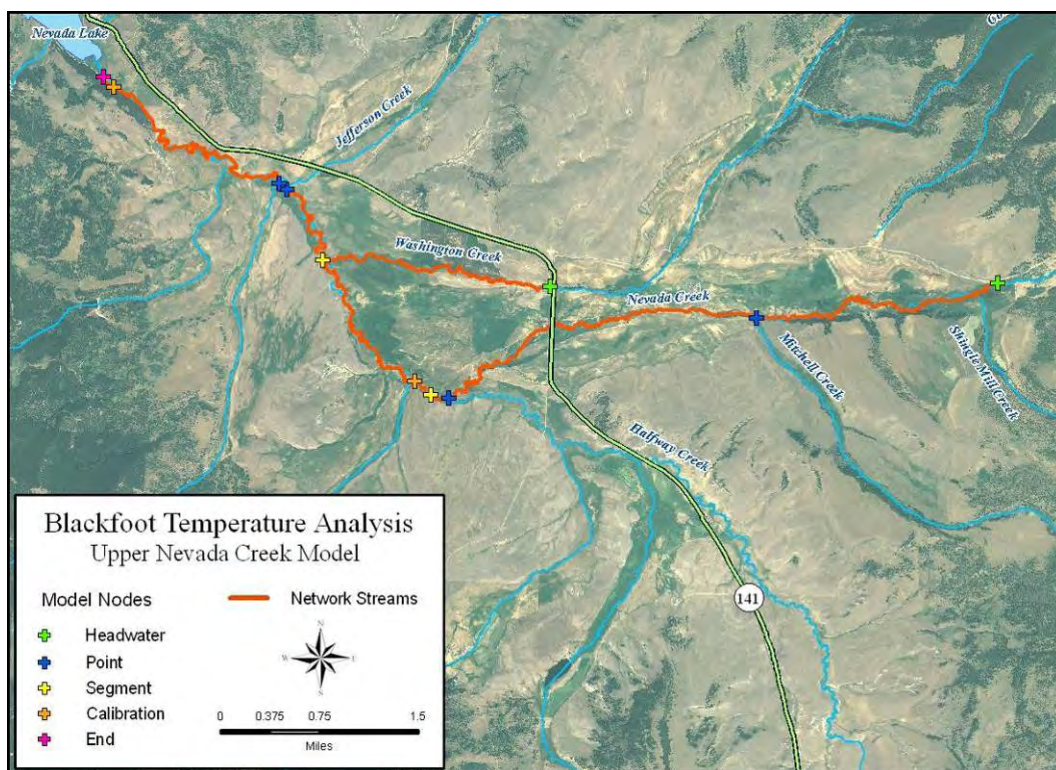 Nevada Lake
Co
Jefferson Creek
Washington Creek
Nevada Creek
Mitchell Creek
Shingle Mill Creek
Halfway Creek
141
Blackfoot Temperature Analysis
Upper Nevada Creek Model
Model Nodes
Network Streams
Headwater
Point
Segment
Calibration
End
N
W
E
S
0 0.375 0.75 1.5
Miles